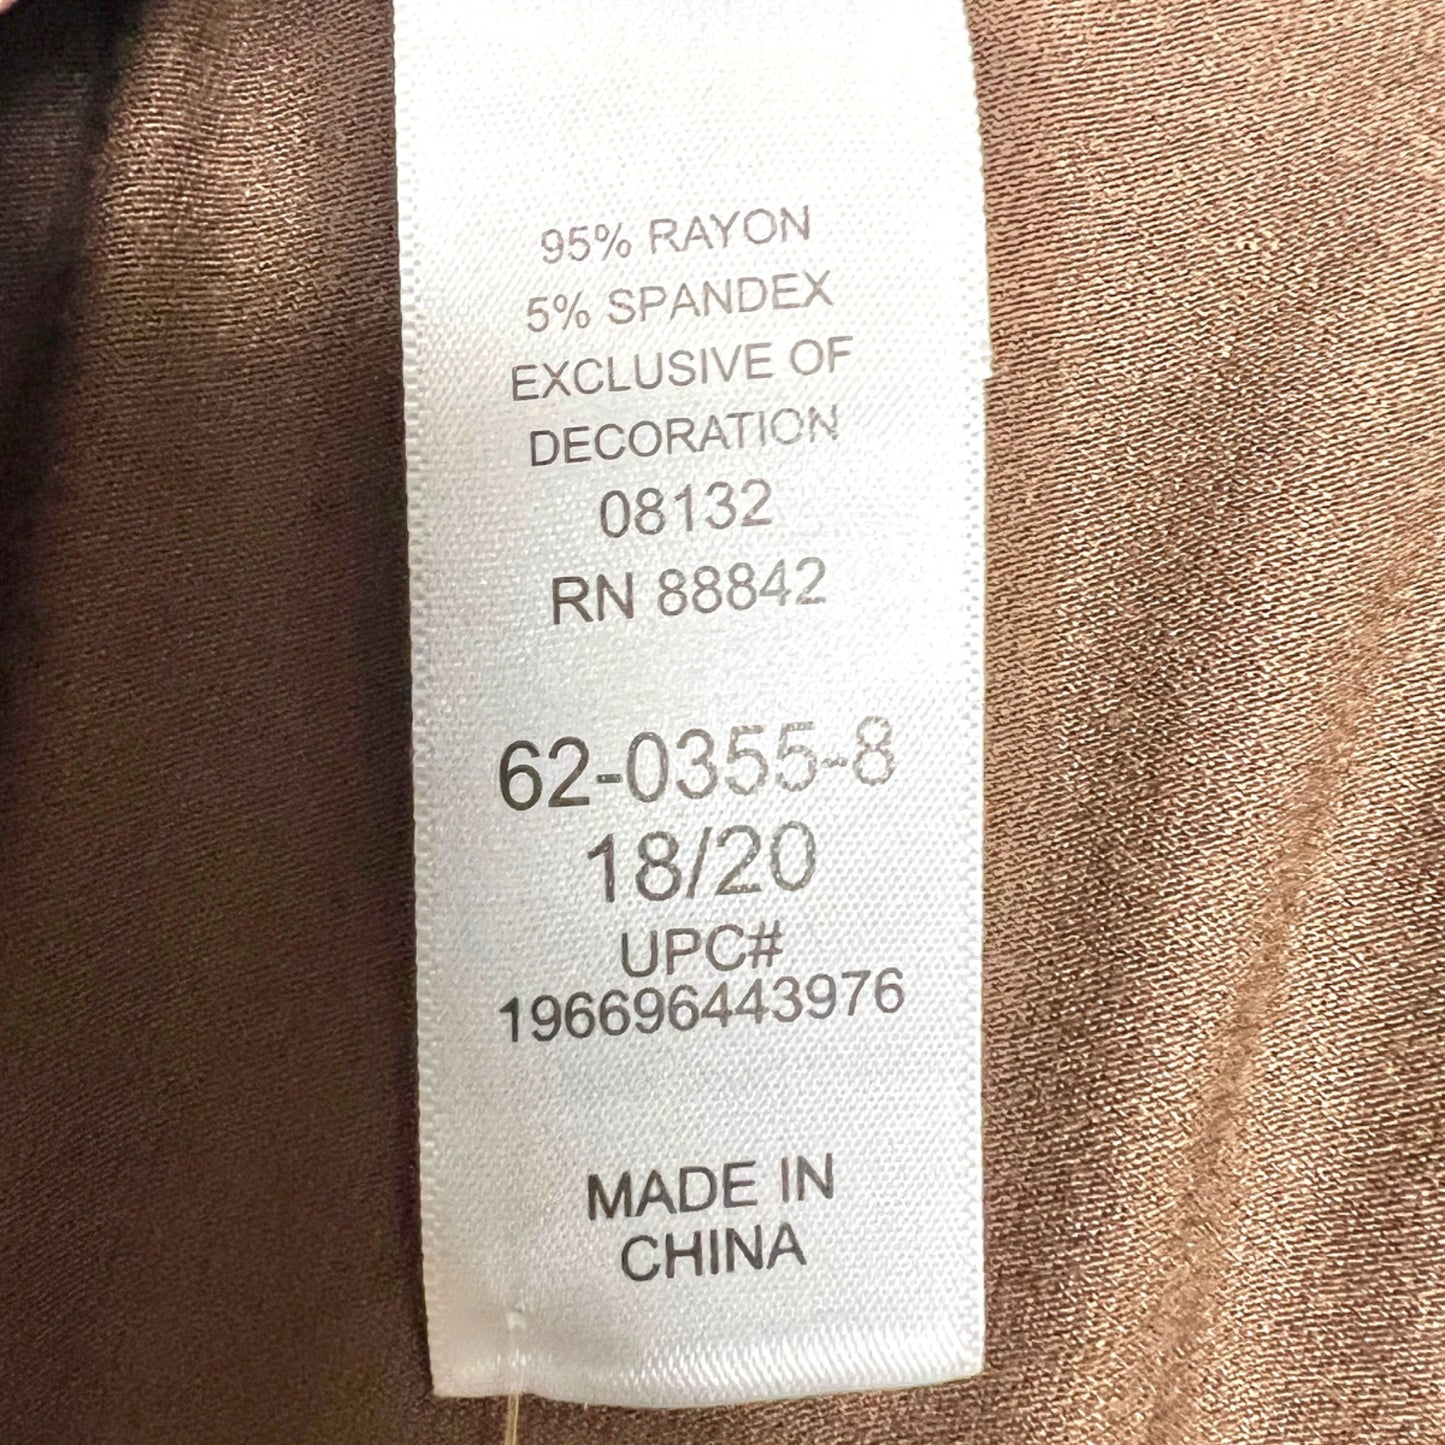 95% RAYON
5% SPANDEX
EXCLUSIVE OF
DECORATION
08132
RN 88842
62-0355-8
18/20
UPC#
196696443976
MADE IN
CHINA